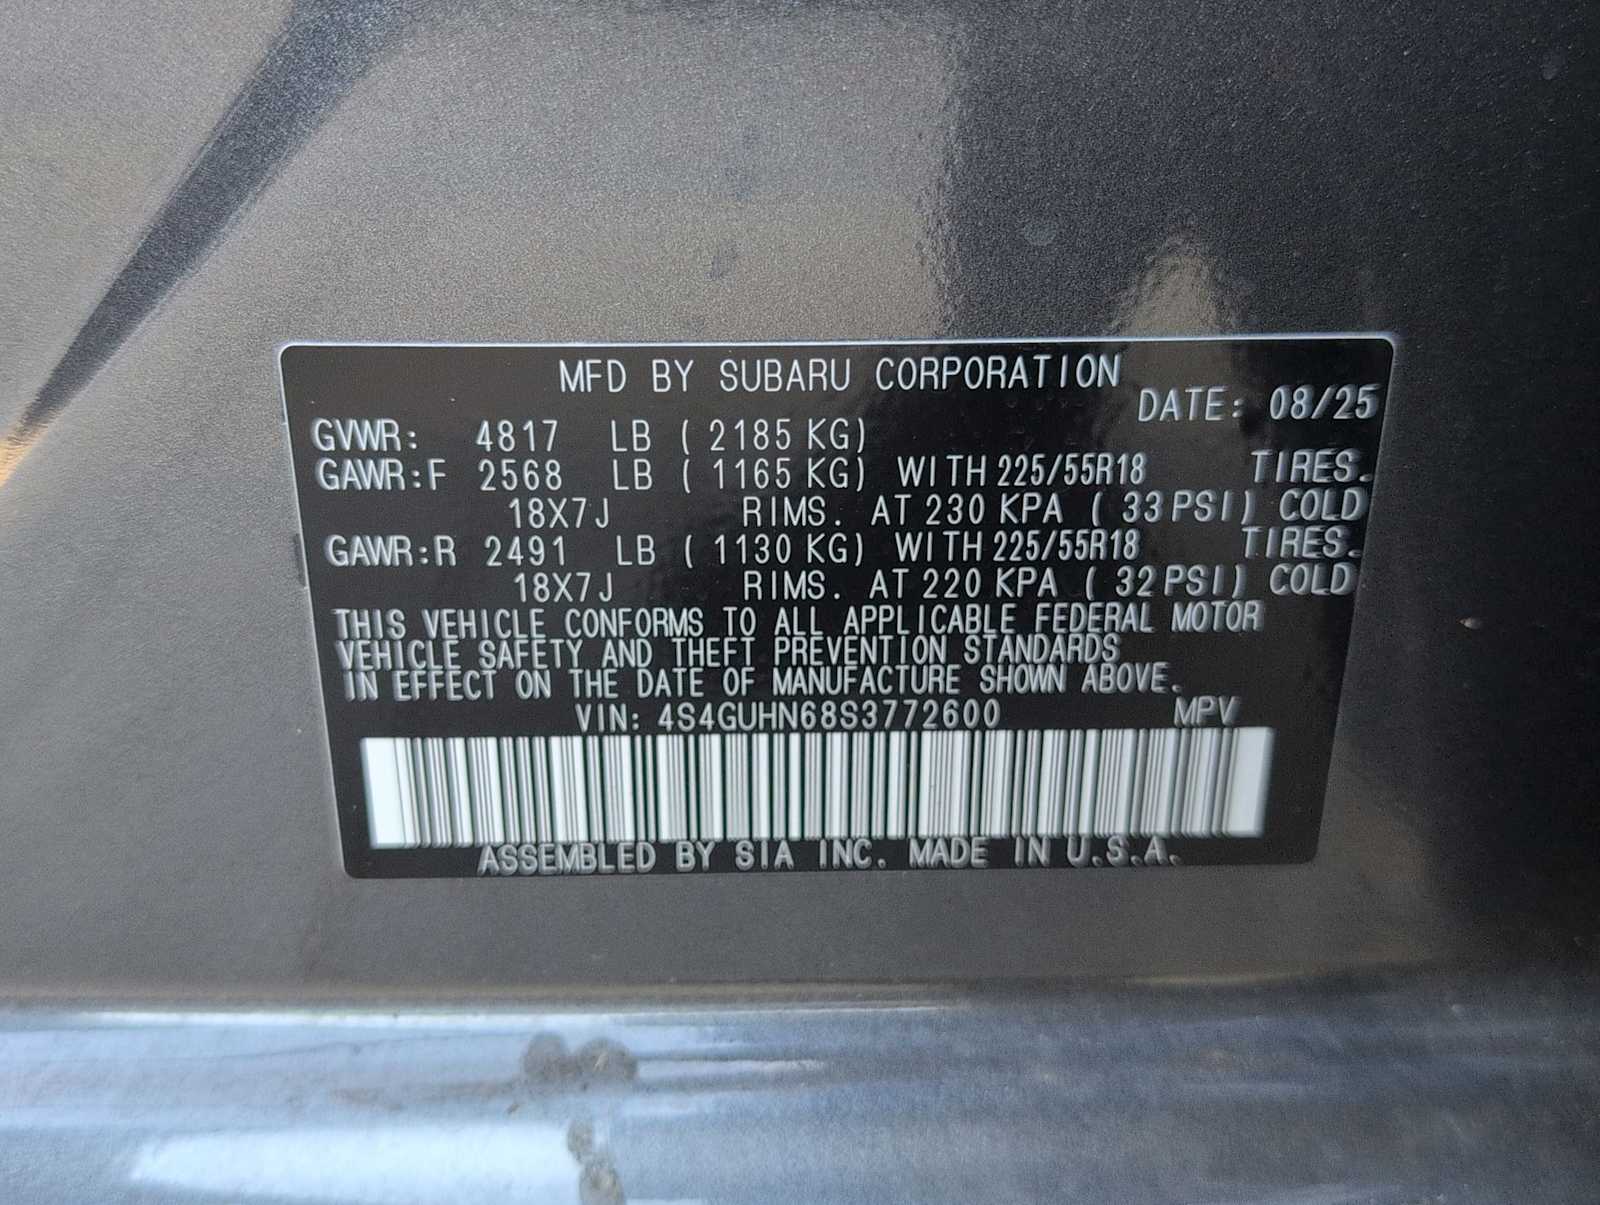 MFD BY SUBARU CORPORATION
DATE: 08/25
GVWR: 4817 LB ( 2185 KG)
GAWR:F 2568 LB ( 1165 KG) WITH 225/55R18 TIRES.
18X7J RIMS. AT 230 KPA ( 33 PSI) COLD
GAWR:R 2491 LB ( 1130 KG) WITH 225/55R18 TIRES.
18X7J RIMS. AT 220 KPA ( 32 PSI) COLD
THIS VEHICLE CONFORMS TO ALL APPLICABLE FEDERAL MOTOR
VEHICLE SAFETY AND THEFT PREVENTION STANDARDS
IN EFFECT ON THE DATE OF MANUFACTURE SHOWN ABOVE.
VIN: 4S4GUHN68S3772600 MPV
ASSEMBLED BY SIA INC. MADE IN U.S.A.